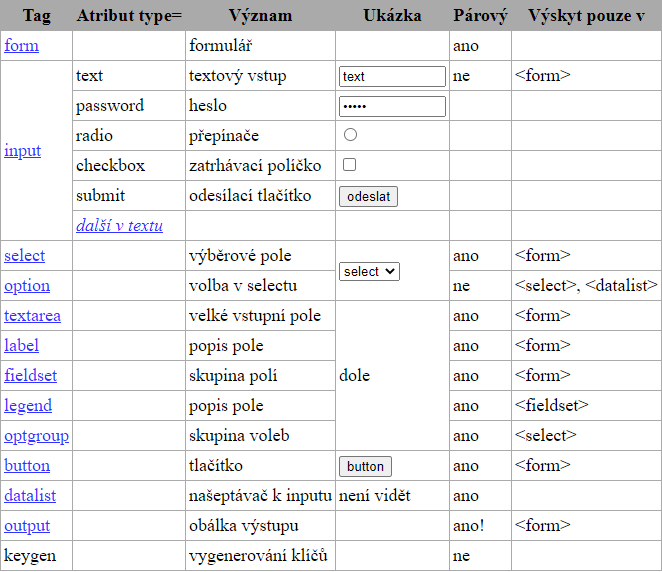 Tag Atribut type= Význam Ukázka Párový Výskyt pouze v
form formulář ano
input text textový vstup text ne <form>
password heslo •••••
radio přepínače
checkbox zatrhávací políčko
submit odesílací tlačítko odeslat
další v textu
select výběrové pole select ano <form>
option volba v selectu ne <select>, <datalist>
textarea velké vstupní pole dole ano <form>
label popis pole ano <form>
fieldset skupina polí ano <form>
legend popis pole ano <fieldset>
optgroup skupina voleb ano <select>
button tlačítko button ano <form>
datalist našeptávač k inputu není vidět ano
output obálka výstupu ano! <form>
keygen vygenerování klíčů ne